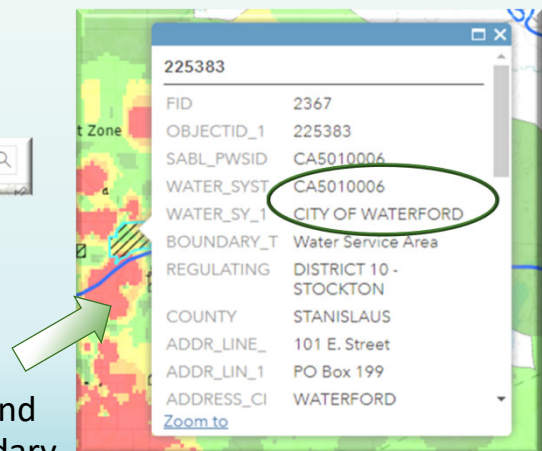 225383
FID 2367
OBJECTID_1 225383
t Zone
SABL_PWSID CA5010006
WATER_SYST CA5010006
WATER_SY_1 CITY OF WATERFORD
BOUNDARY_T Water Service Area
REGULATING DISTRICT 10 -
STOCKTON
COUNTY STANISLAUS
ADDR_LINE_ 101 E. Street
ADDR_LIN_1 PO Box 199
ADDRESS_CI WATERFORD
Zoom to
nd
dary